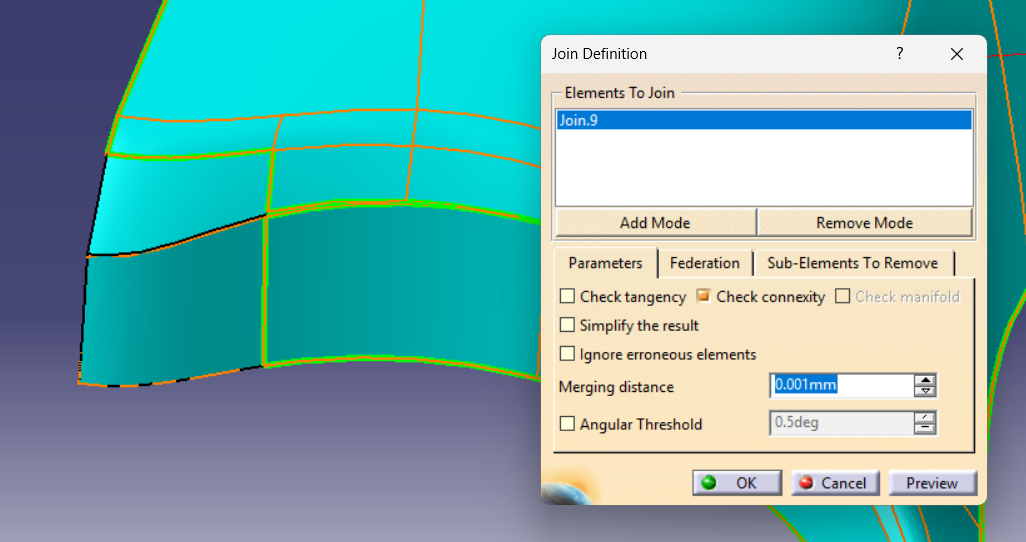 Join Definition ?
Elements To Join
Join.9
Add Mode Remove Mode
Parameters Federation Sub-Elements To Remove
Check tangency Check connexity Check manifold
Simplify the result
Ignore erroneous elements
Merging distance 0.001mm
Angular Threshold 0.5deg
OK Cancel Preview